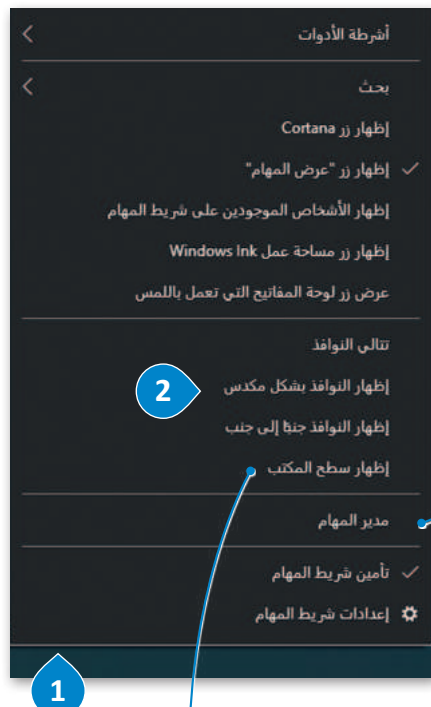 أشرطة الأدوات
بحث
إظهار زر Cortana
إظهار زر "عرض المهام"
إظهار الأشخاص الموجودين على شريط المهام
إظهار زر مساحة عمل Windows Ink
عرض زر لوحة المفاتيح التي تعمل باللمس
تتالي النوافذ
إظهار النوافذ بشكل مكدس
2
إظهار النوافذ جنبًا إلى جنب
إظهار سطح المكتب
مدير المهام
تأمين شريط المهام
إعدادات شريط المهام
1